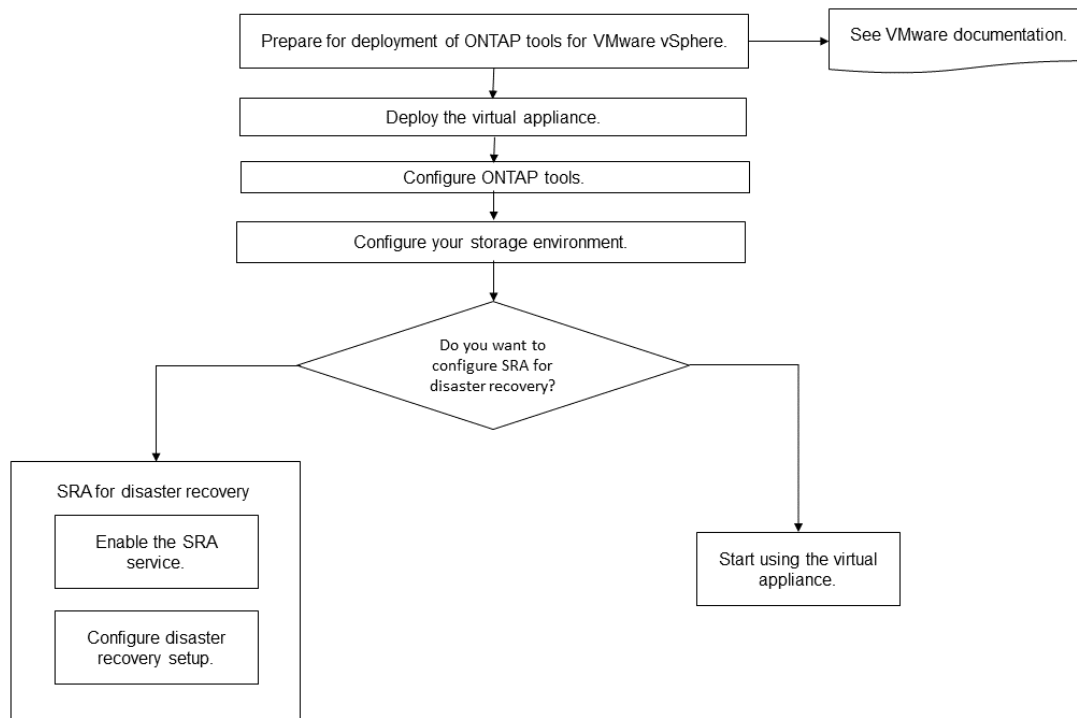 Prepare for deployment of ONTAP tools for VMware vSphere.
See VMware documentation.
Deploy the virtual appliance.
Configure ONTAP tools.
Configure your storage environment.
Do you want to
configure SRA for
disaster recovery?
SRA for disaster recovery
Enable the SRA
service.
Configure disaster
recovery setup.
Start using the virtual
appliance.